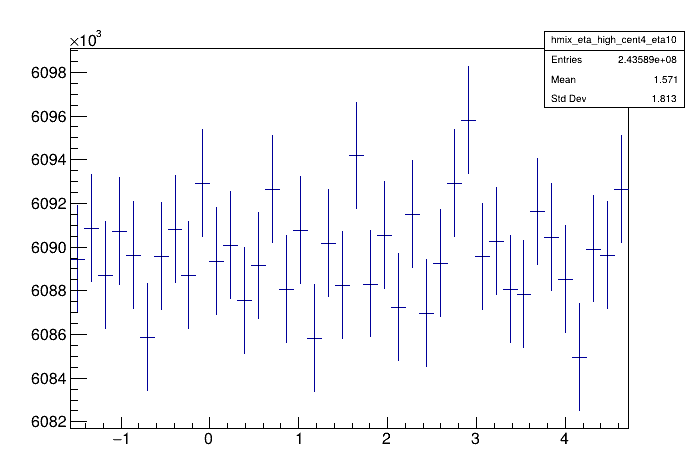 ×10³
hmix_eta_high_cent4_eta10
Entries 2.43589e+08
Mean 1.571
Std Dev 1.813
6098
6096
6094
6092
6090
6088
6086
6084
6082
−1 0 1 2 3 4